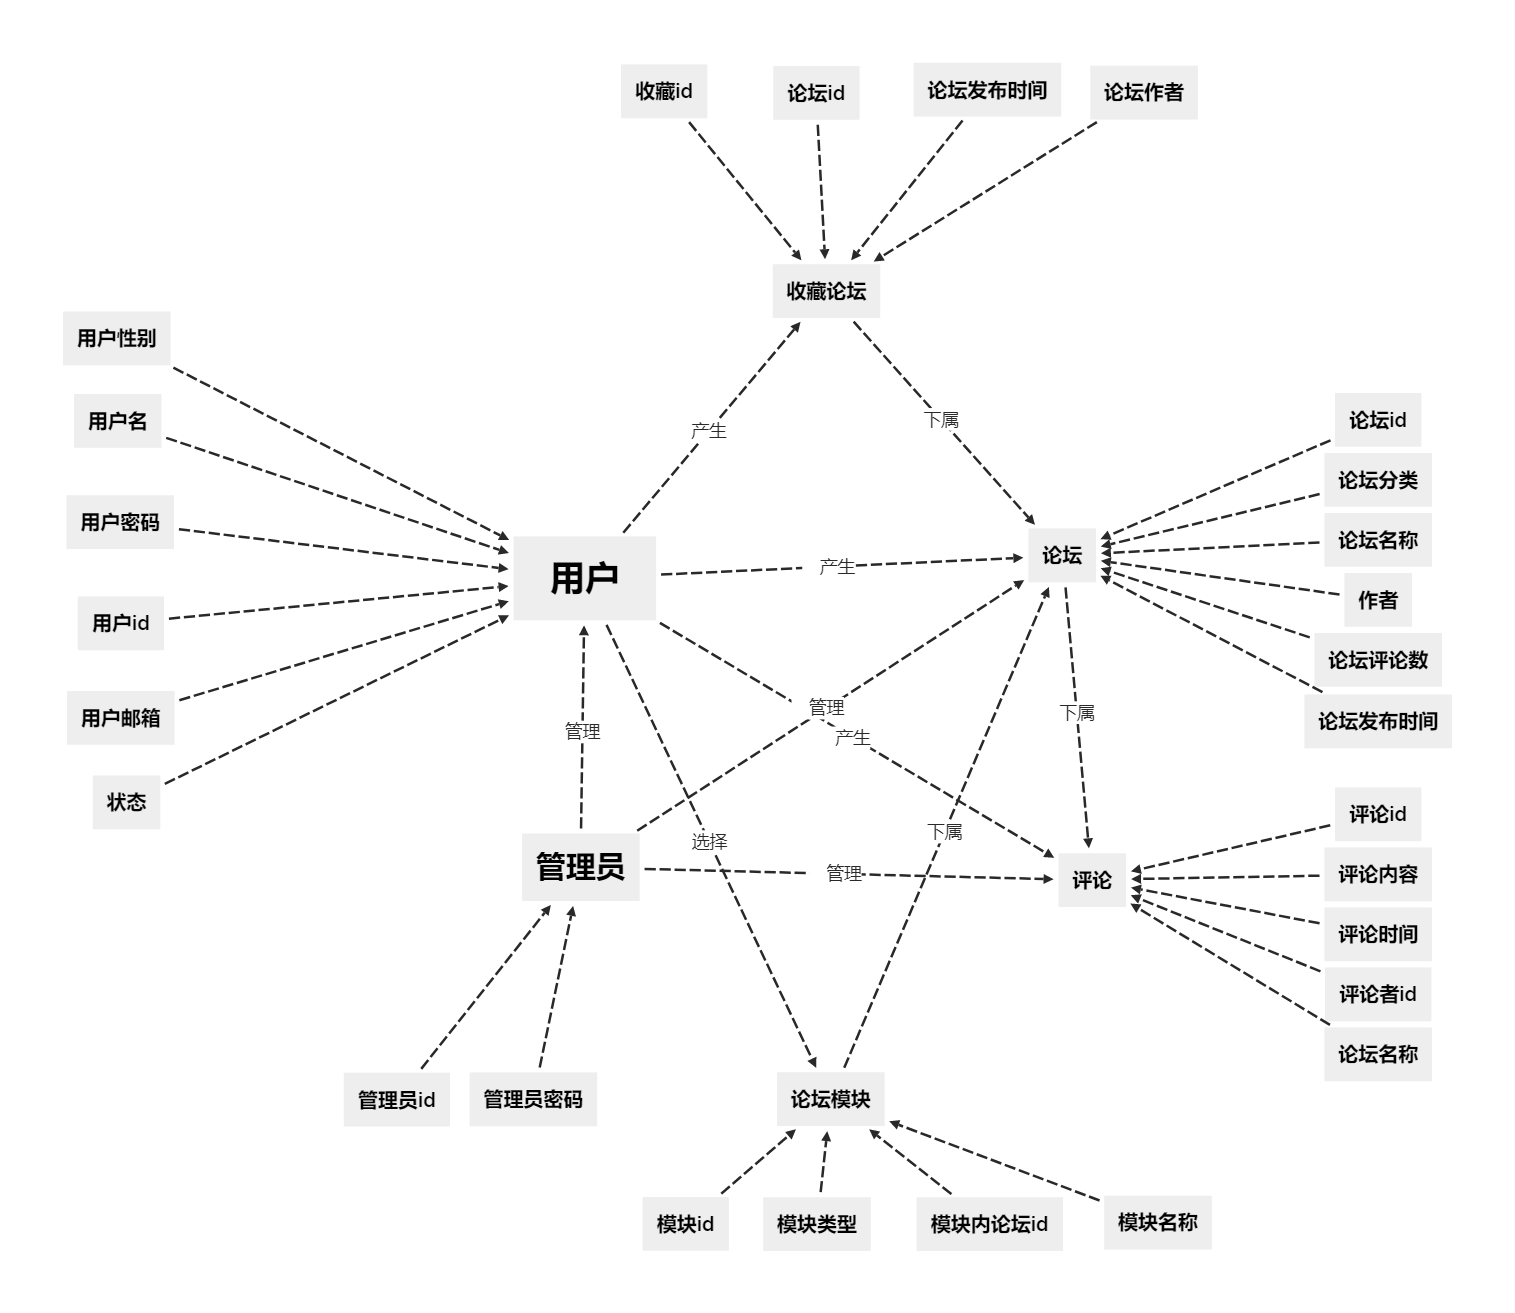 收藏id
论坛id
论坛发布时间
论坛作者
收藏论坛
用户性别
用户名
用户密码
用户id
用户邮箱
状态
产生
下属
用户
产生
论坛
论坛id
论坛分类
论坛名称
作者
论坛评论数
论坛发布时间
管理
管理
产生
下属
管理员
选择
下属
管理
评论
评论id
评论内容
评论时间
评论者id
论坛名称
管理员id
管理员密码
论坛模块
模块id
模块类型
模块内论坛id
模块名称